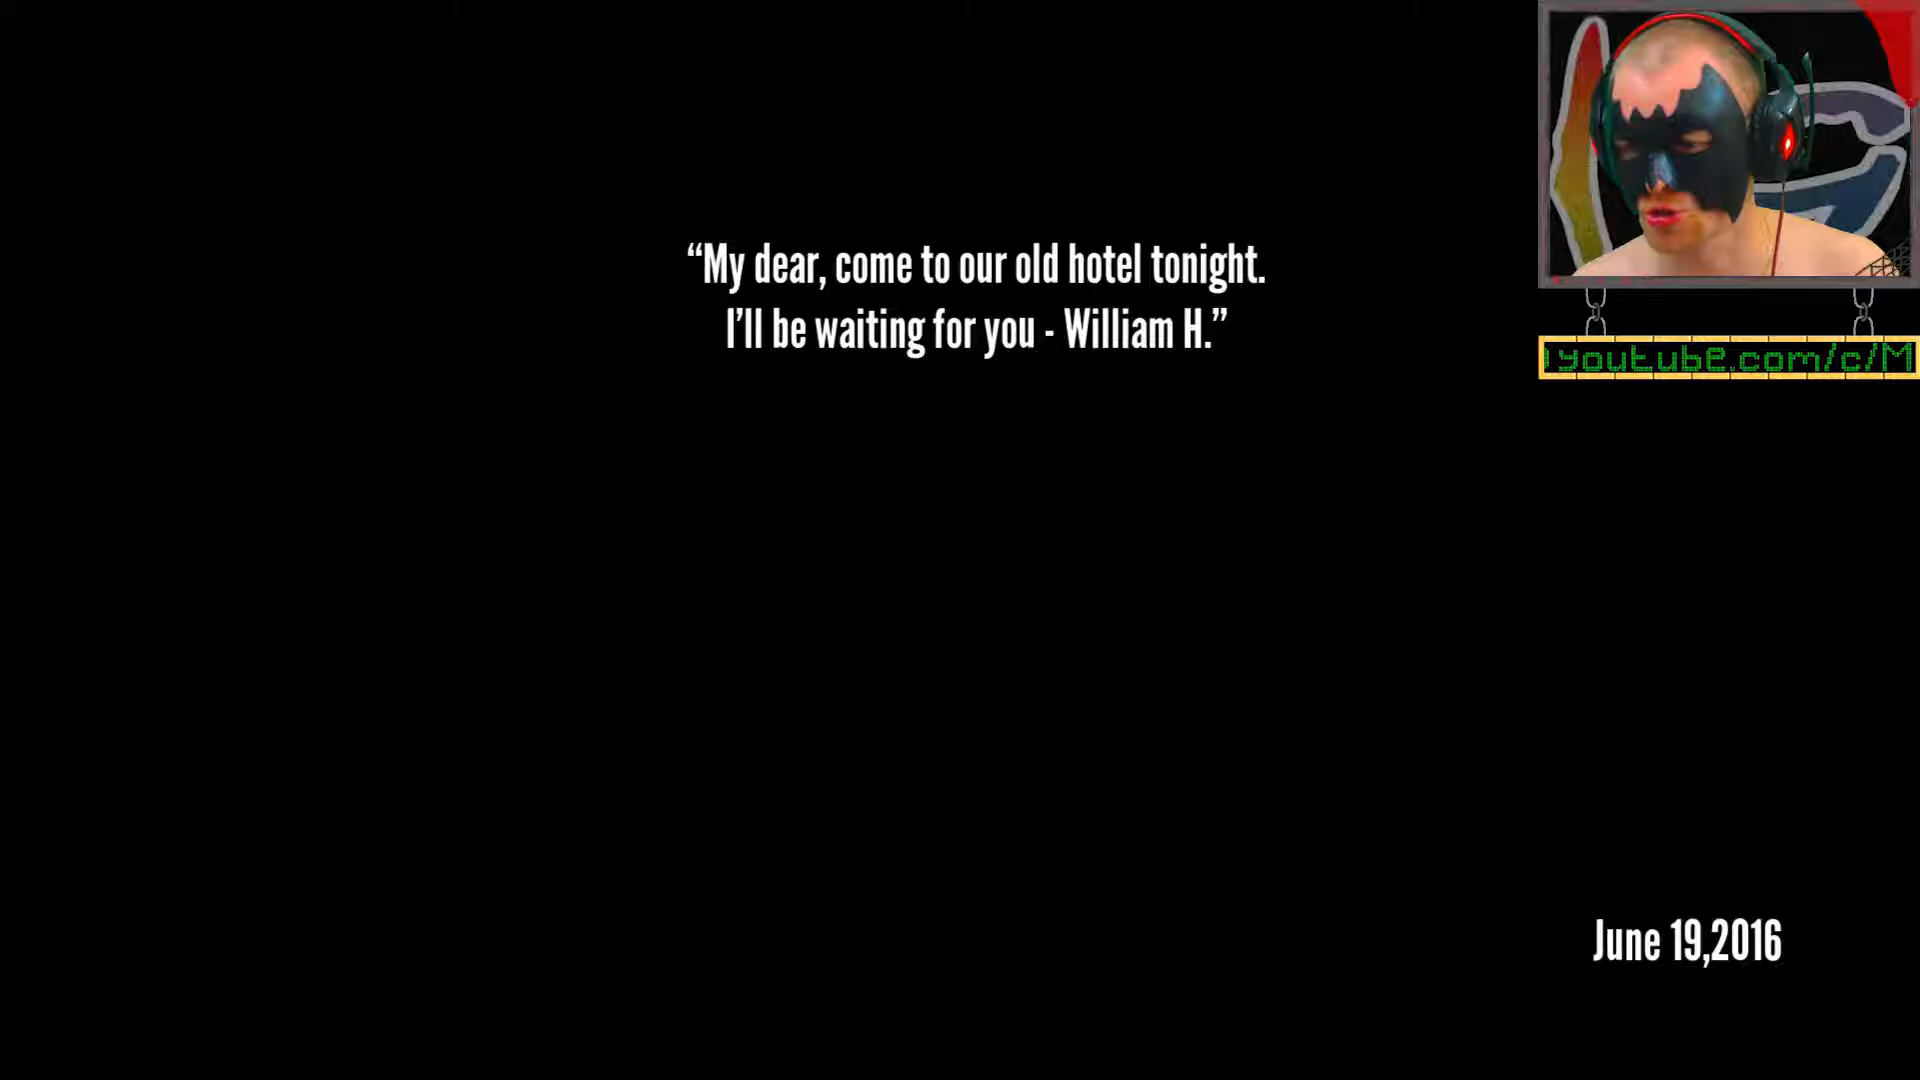 “My dear, come to our old hotel tonight.
I’ll be waiting for you - William H.”
youtube.com/c/M
June 19,2016